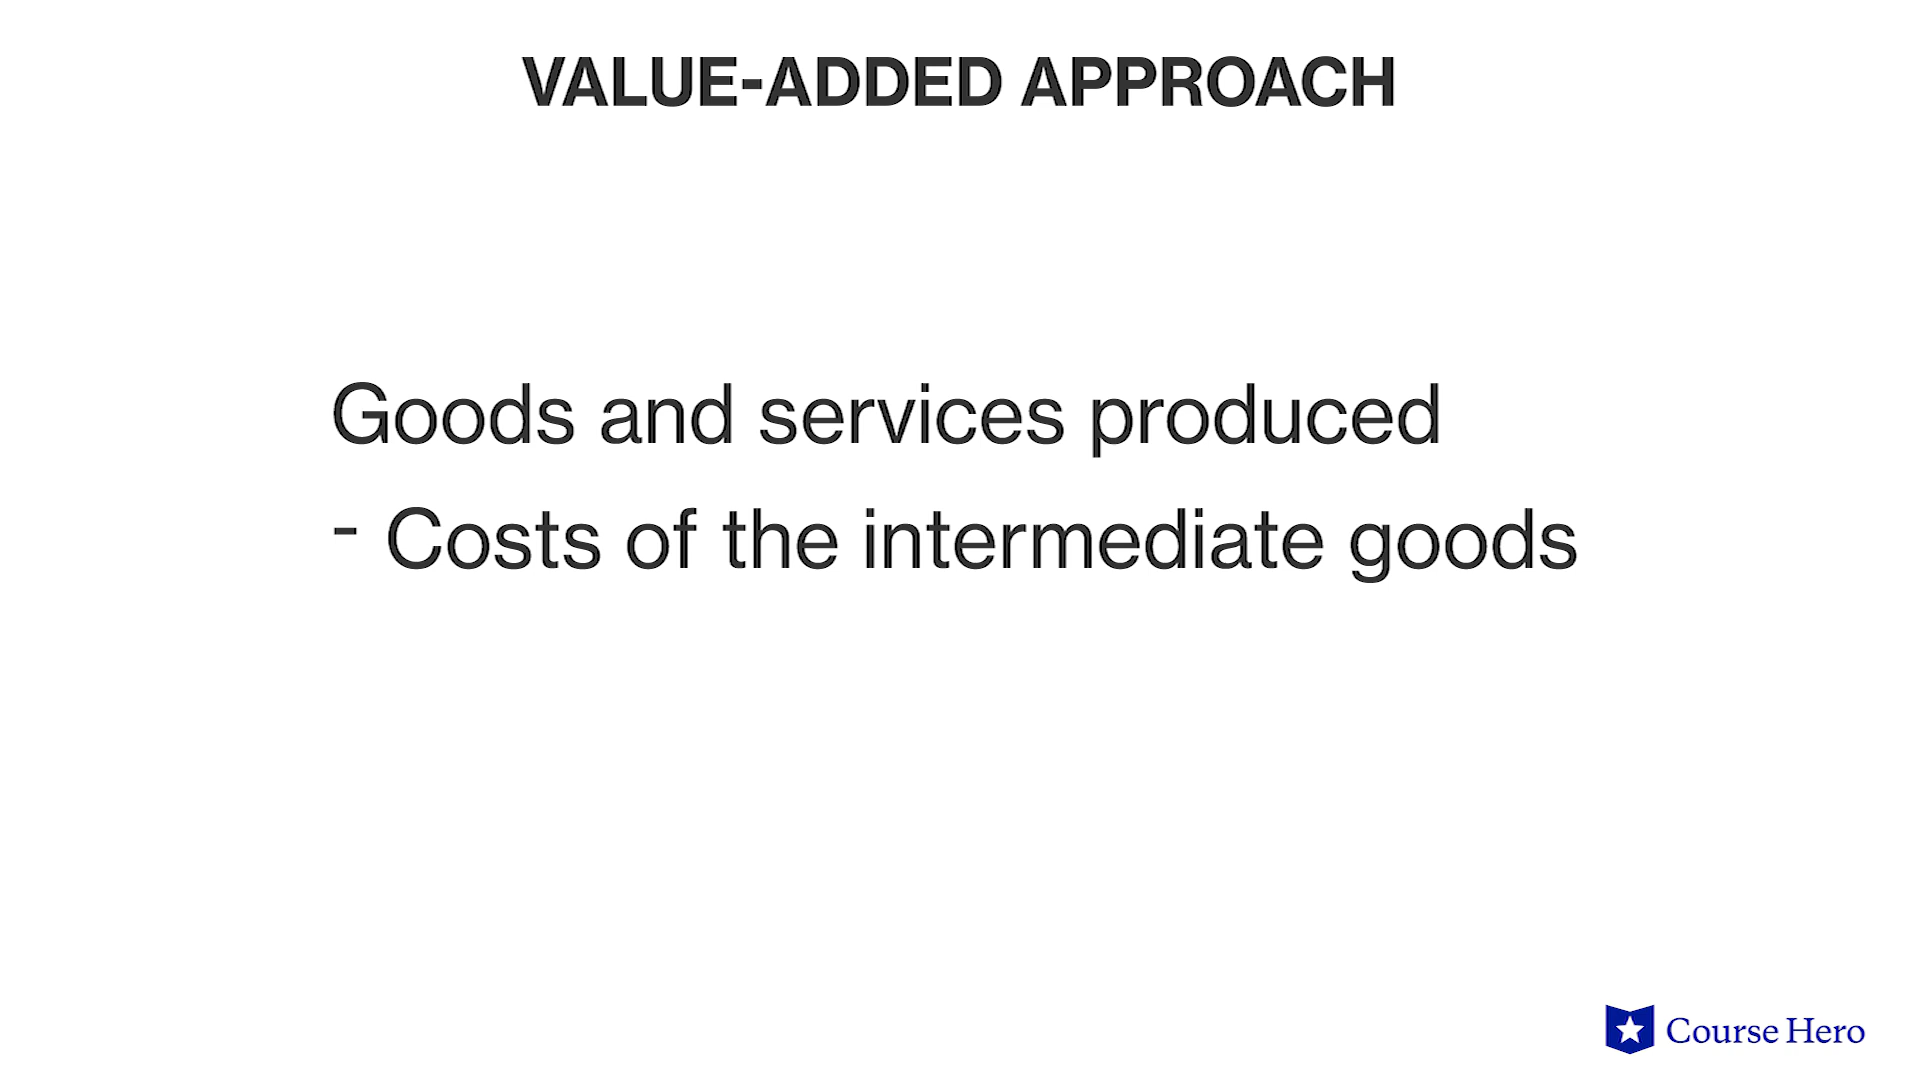 VALUE-ADDED APPROACH
Goods and services produced
- Costs of the intermediate goods
Course Hero